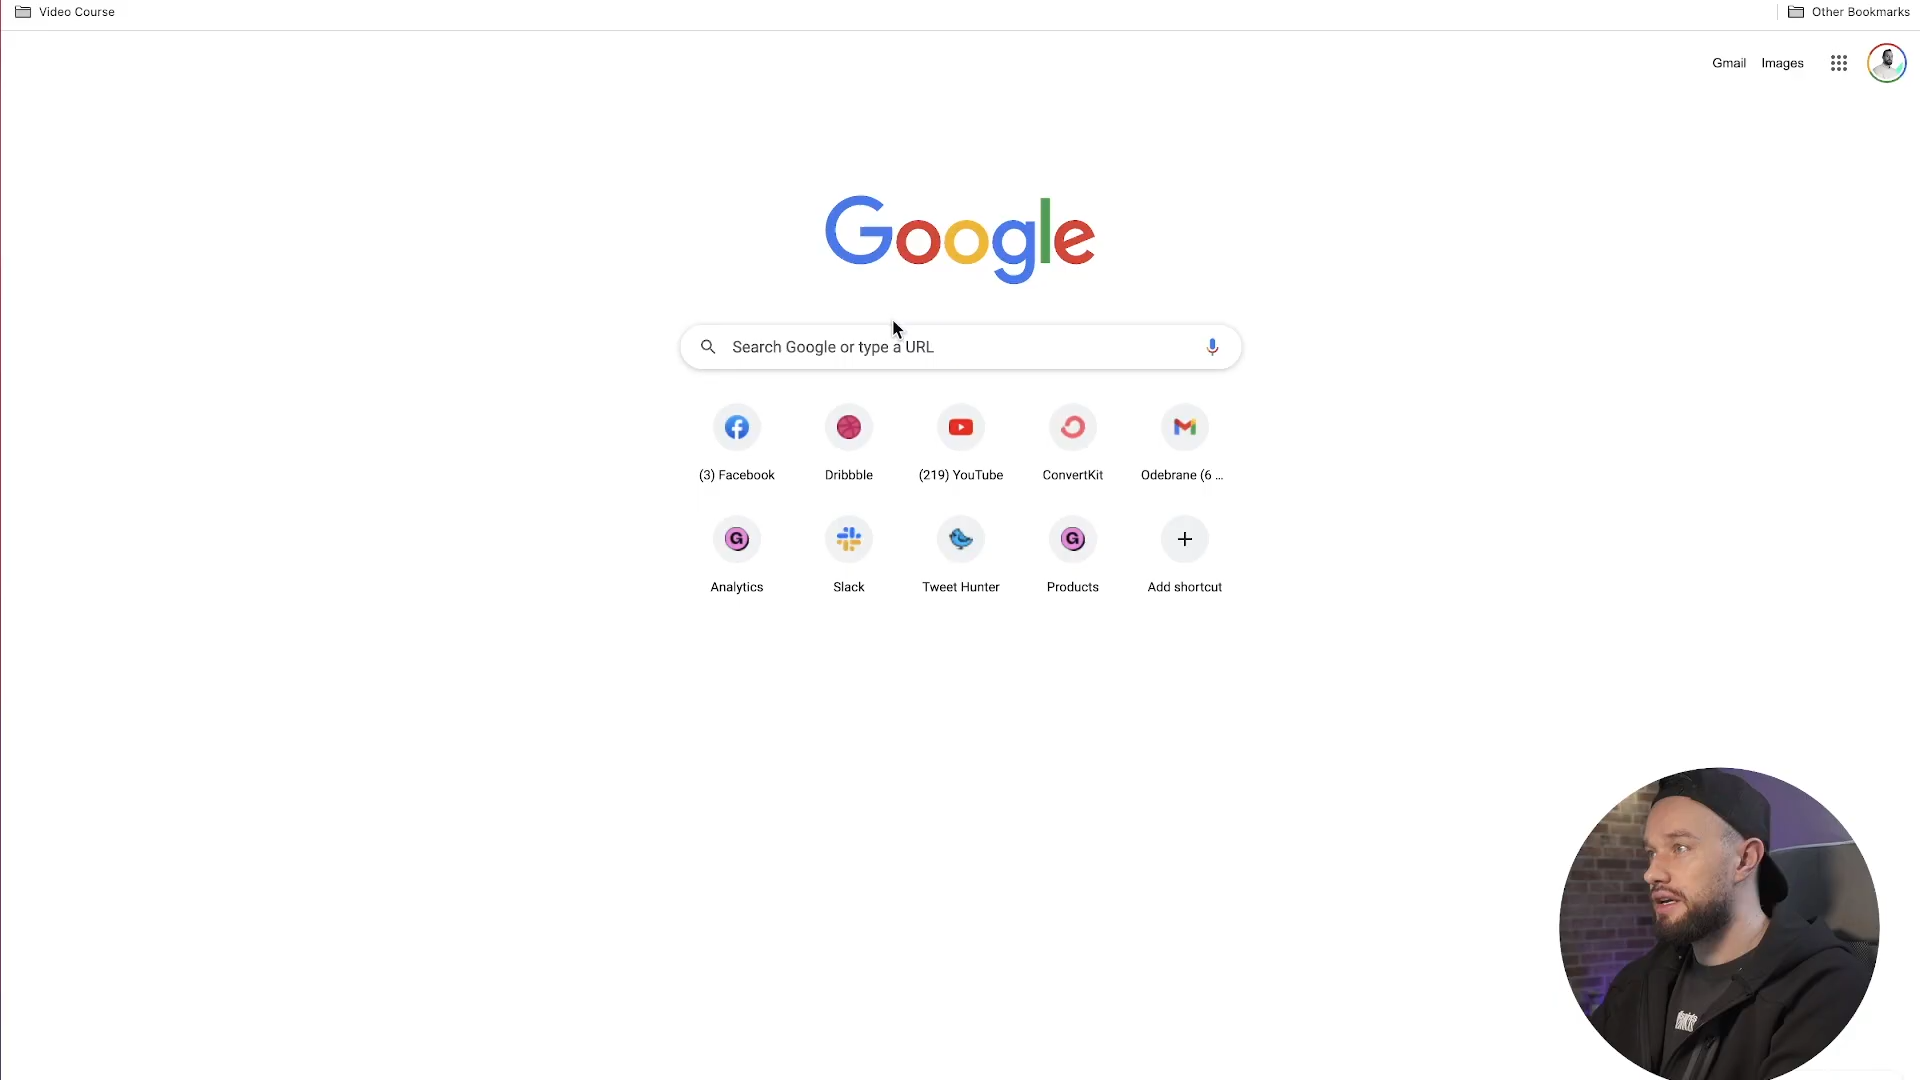 Video Course
Other Bookmarks
Gmail Images
Google
Search Google or type a URL
(3) Facebook
Dribbble
(219) YouTube
ConvertKit
Odebrane (6 ...
G
G
Analytics
Slack
Tweet Hunter
Products
Add shortcut